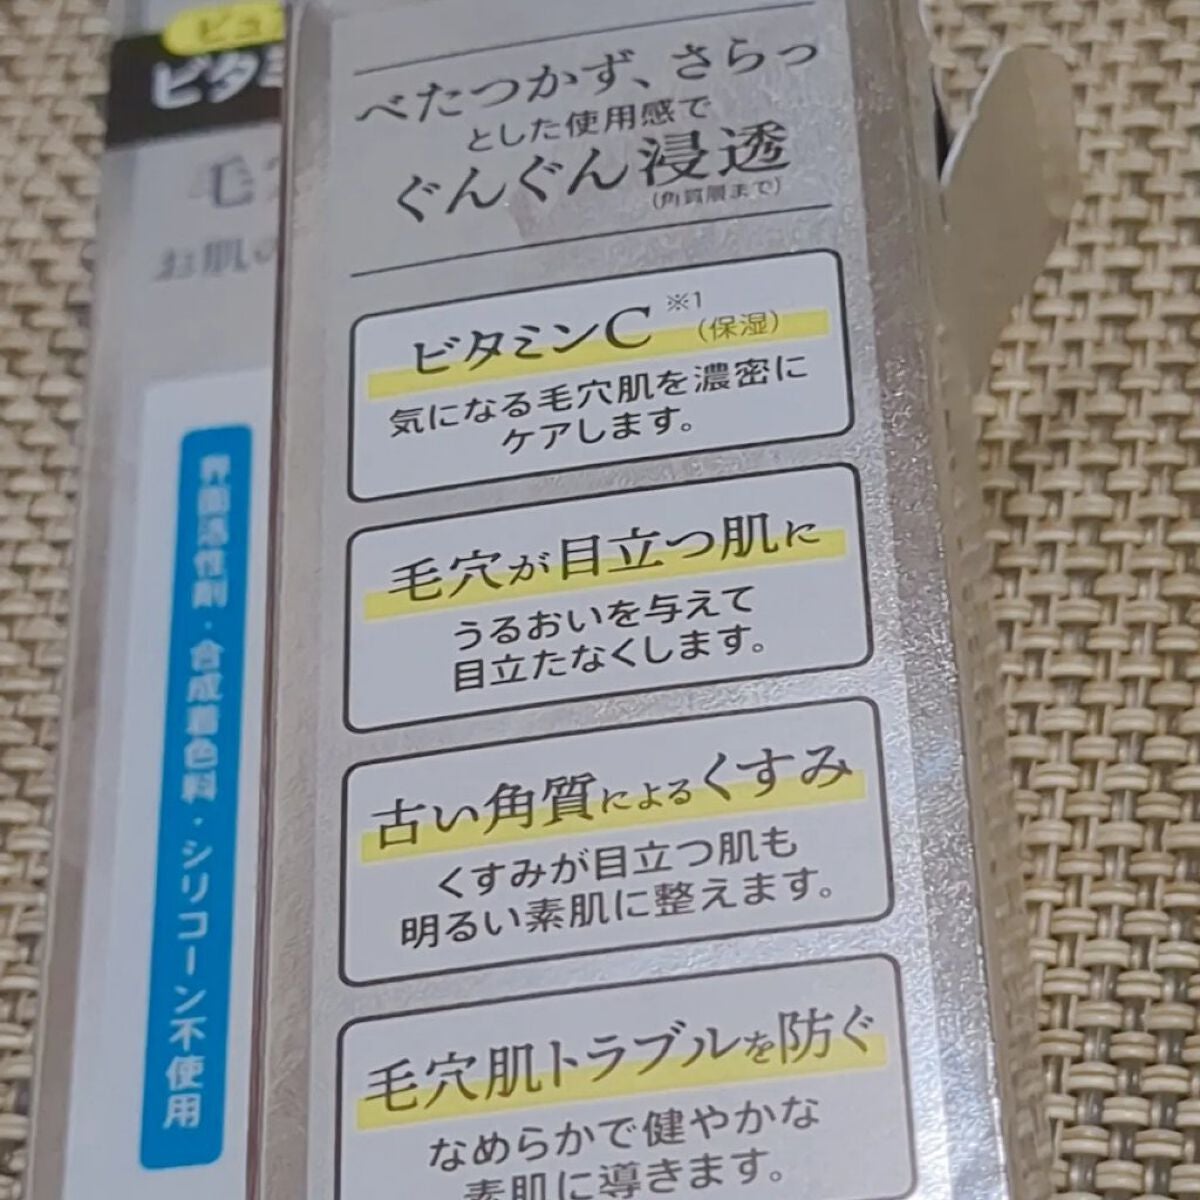 べたつかず、さらっ
とした使用感で
ぐんぐん浸透
(角質層まで)
ビタミンC ※1 (保湿)
気になる毛穴肌を濃密に
ケアします。
毛穴が目立つ肌に
うるおいを与えて
目立たなくします。
古い角質によるくすみ
くすみが目立つ肌も
明るい素肌に整えます。
毛穴肌トラブルを防ぐ
なめらかで健やかな
素肌に導きます。
ピュ
ビタミ
毛穴
お肌の
界面活性剤・合成着色料・シリコーン不使用